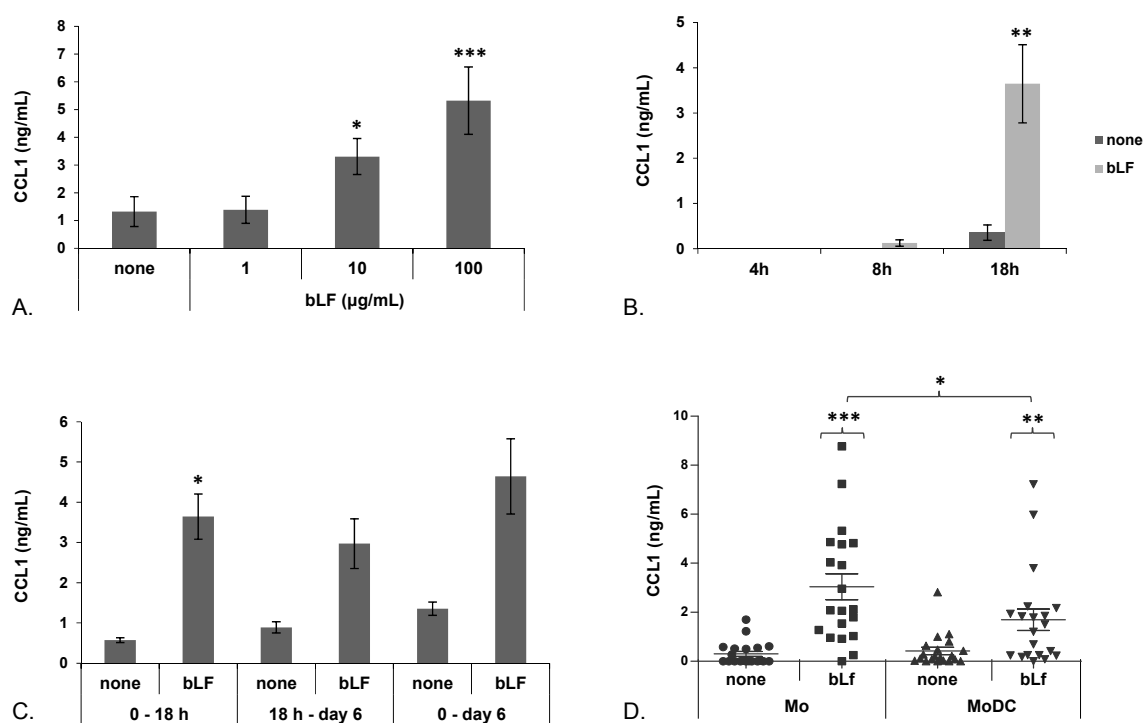 8
7
6
5
4
3
2
1
0
CCL1 (ng/mL)
*
***
none 1 10 100
bLF (µg/mL)
A.
5
4
3
2
1
0
CCL1 (ng/mL)
**
none
bLF
4h 8h 18h
B.
6
5
4
3
2
1
0
CCL1 (ng/mL)
*
none bLF none bLF none bLF
0 - 18 h 18 h - day 6 0 - day 6
C.
*
*** **
10
8
6
4
2
0
CCL1 (ng/mL)
none bLf none bLf
Mo MoDC
D.